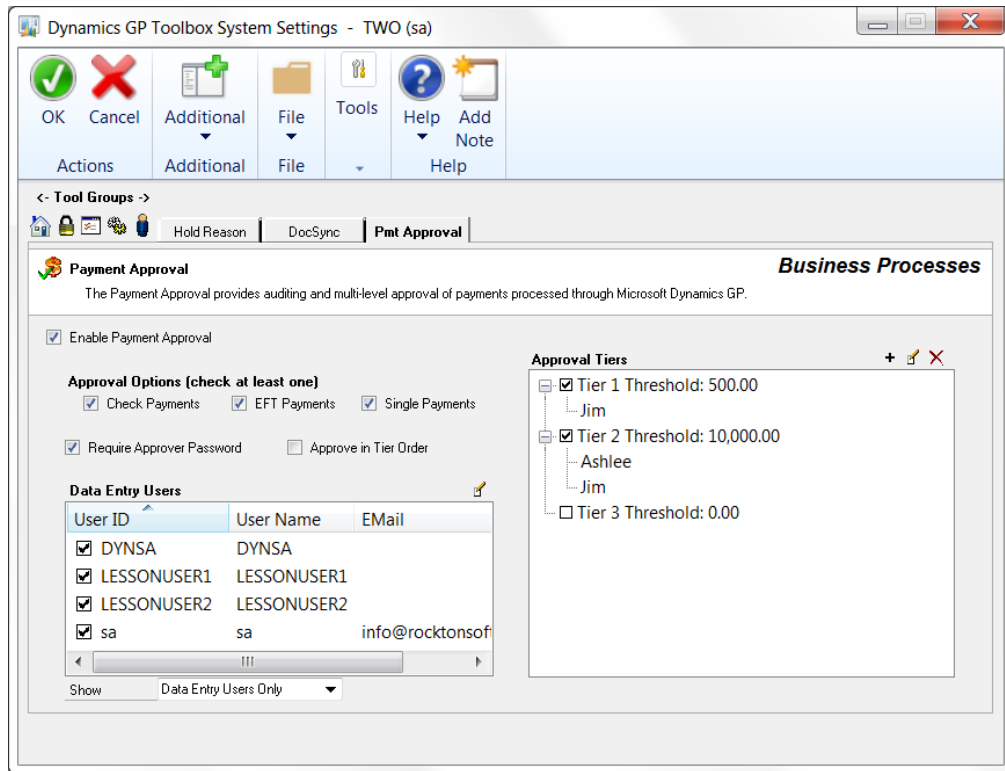 Dynamics GP Toolbox System Settings - TWO (sa)
OK Cancel Additional File Tools Help Add Note
Actions Additional File Help
<- Tool Groups ->
Hold Reason DocSync Pmt Approval
Payment Approval Business Processes
The Payment Approval provides auditing and multi-level approval of payments processed through Microsoft Dynamics GP.
Enable Payment Approval
Approval Options (check at least one)
Check Payments EFT Payments Single Payments
Require Approver Password Approve in Tier Order
Data Entry Users
User ID User Name EMail
DYNSA DYNSA
LESSONUSER1 LESSONUSER1
LESSONUSER2 LESSONUSER2
sa sa info@rocktonsof
Show Data Entry Users Only
Approval Tiers
Tier 1 Threshold: 500.00
Jim
Tier 2 Threshold: 10,000.00
Ashlee
Jim
Tier 3 Threshold: 0.00